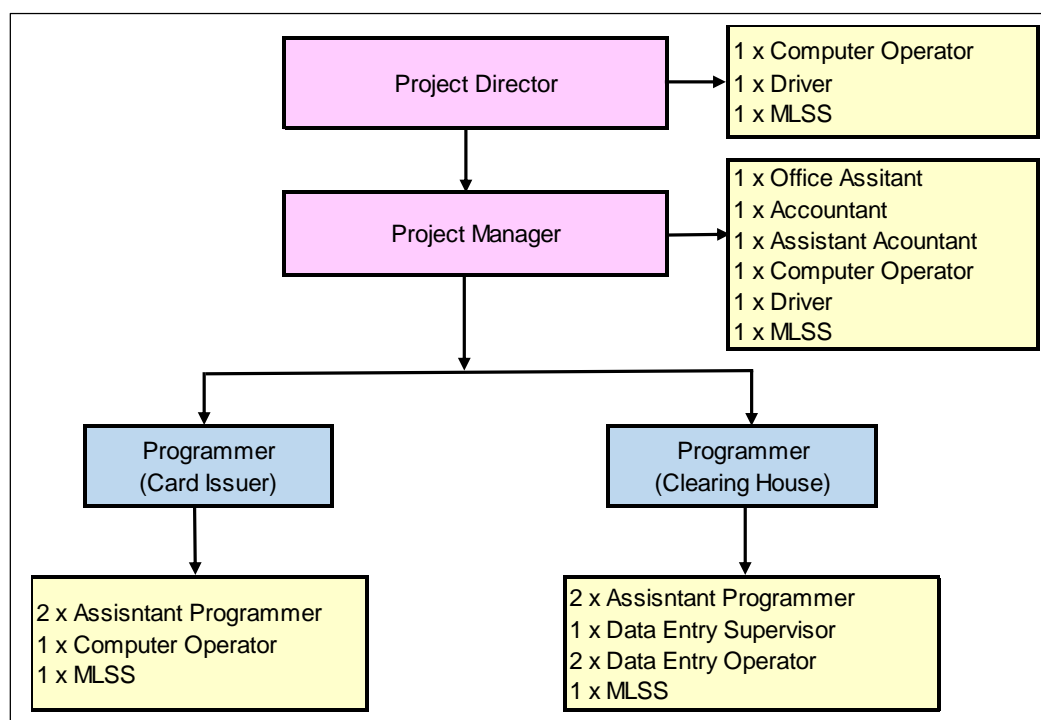 Project Director
1 x Computer Operator
1 x Driver
1 x MLSS
Project Manager
1 x Office Assitant
1 x Accountant
1 x Assistant Acountant
1 x Computer Operator
1 x Driver
1 x MLSS
Programmer
(Card Issuer)
Programmer
(Clearing House)
2 x Assisntant Programmer
1 x Computer Operator
1 x MLSS
2 x Assisntant Programmer
1 x Data Entry Supervisor
2 x Data Entry Operator
1 x MLSS